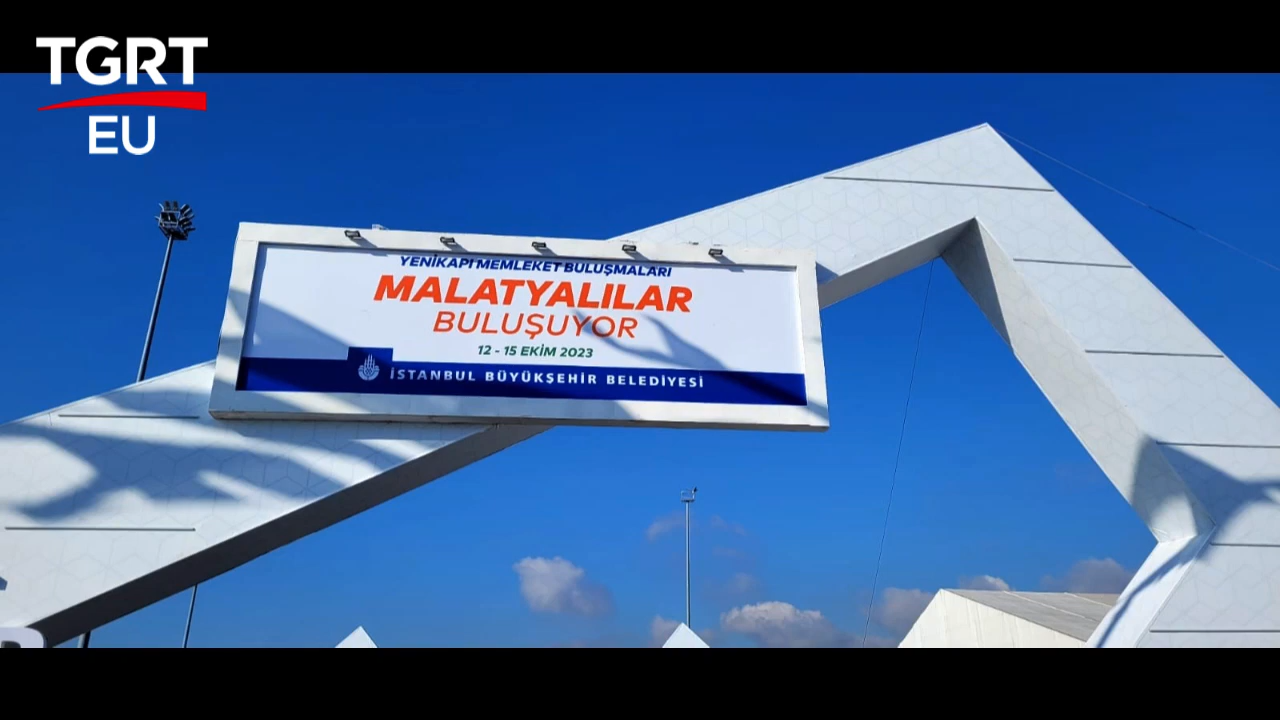 TGRT
EU
YENİKAPI MEMLEKET BULUŞMALARI
MALATYALILAR
BULUŞUYOR
12 - 15 EKİM 2023
İSTANBUL BÜYÜKŞEHİR BELEDİYESİ